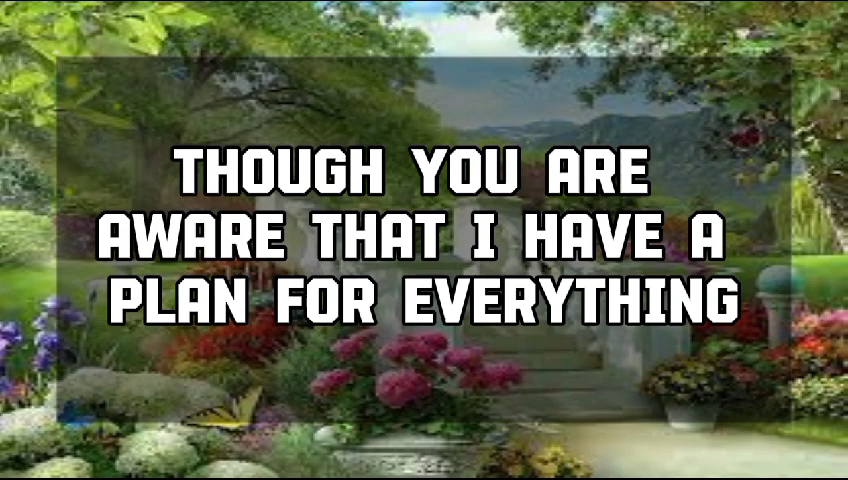 THOUGH YOU ARE
AWARE THAT I HAVE A
PLAN FOR EVERYTHING